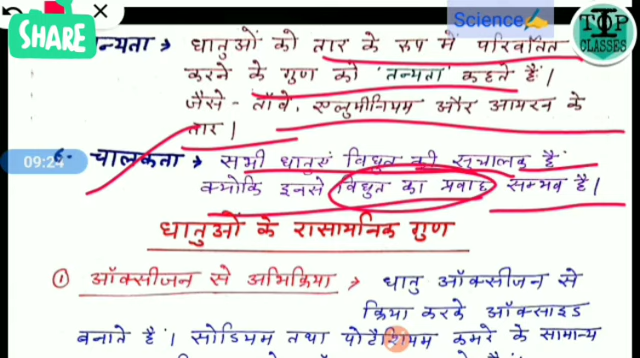 SHARE
Science✍
TOP
CLASSES
न्यता → धातुओं को तार के रूप में परिवर्तित
करने के गुण को 'तन्यता' कहते हैं।
जैसे - ताँबे, एलुमीनियम और आयरन के
तार।
09:24
6. चालकता → सभी धातुएं विधुत की सुचालक हैं
क्योकि इनसे विधुत का प्रवाह सम्भव है।
धातुओं के रासायनिक गुण
① ऑक्सीजन से अभिक्रिया → धातु ऑक्सीजन से
क्रिया करके ऑक्साइड
बनाते हैं। सोडियम तथा पोटैशियम कमरे के सामान्य